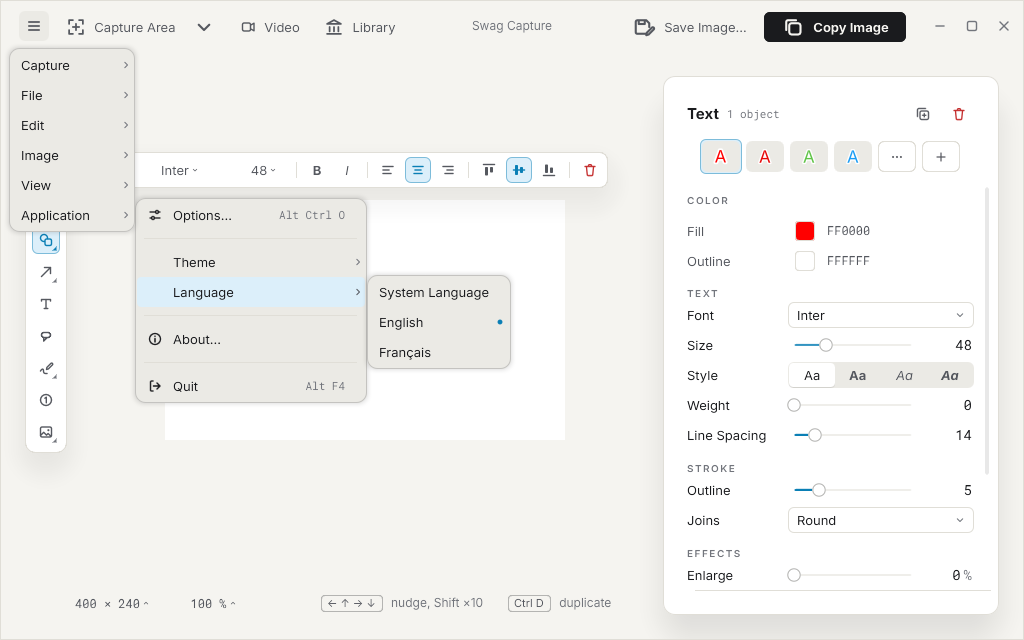 Capture Area
Video
Library
Swag Capture
Save Image...
Copy Image
Capture
File
Edit
Image
View
Application
Inter
48
B
I
Options... Alt Ctrl O
Theme
Language
About...
Quit Alt F4
System Language
English
Français
T
1
Text 1 object
A A A A ... +
COLOR
Fill FF0000
Outline FFFFFF
TEXT
Font Inter
Size 48
Style Aa Aa Aa Aa
Weight 0
Line Spacing 14
STROKE
Outline 5
Joins Round
EFFECTS
Enlarge 0 %
400 × 240
100 %
← ↑ → ↓ nudge, Shift ×10
Ctrl D duplicate